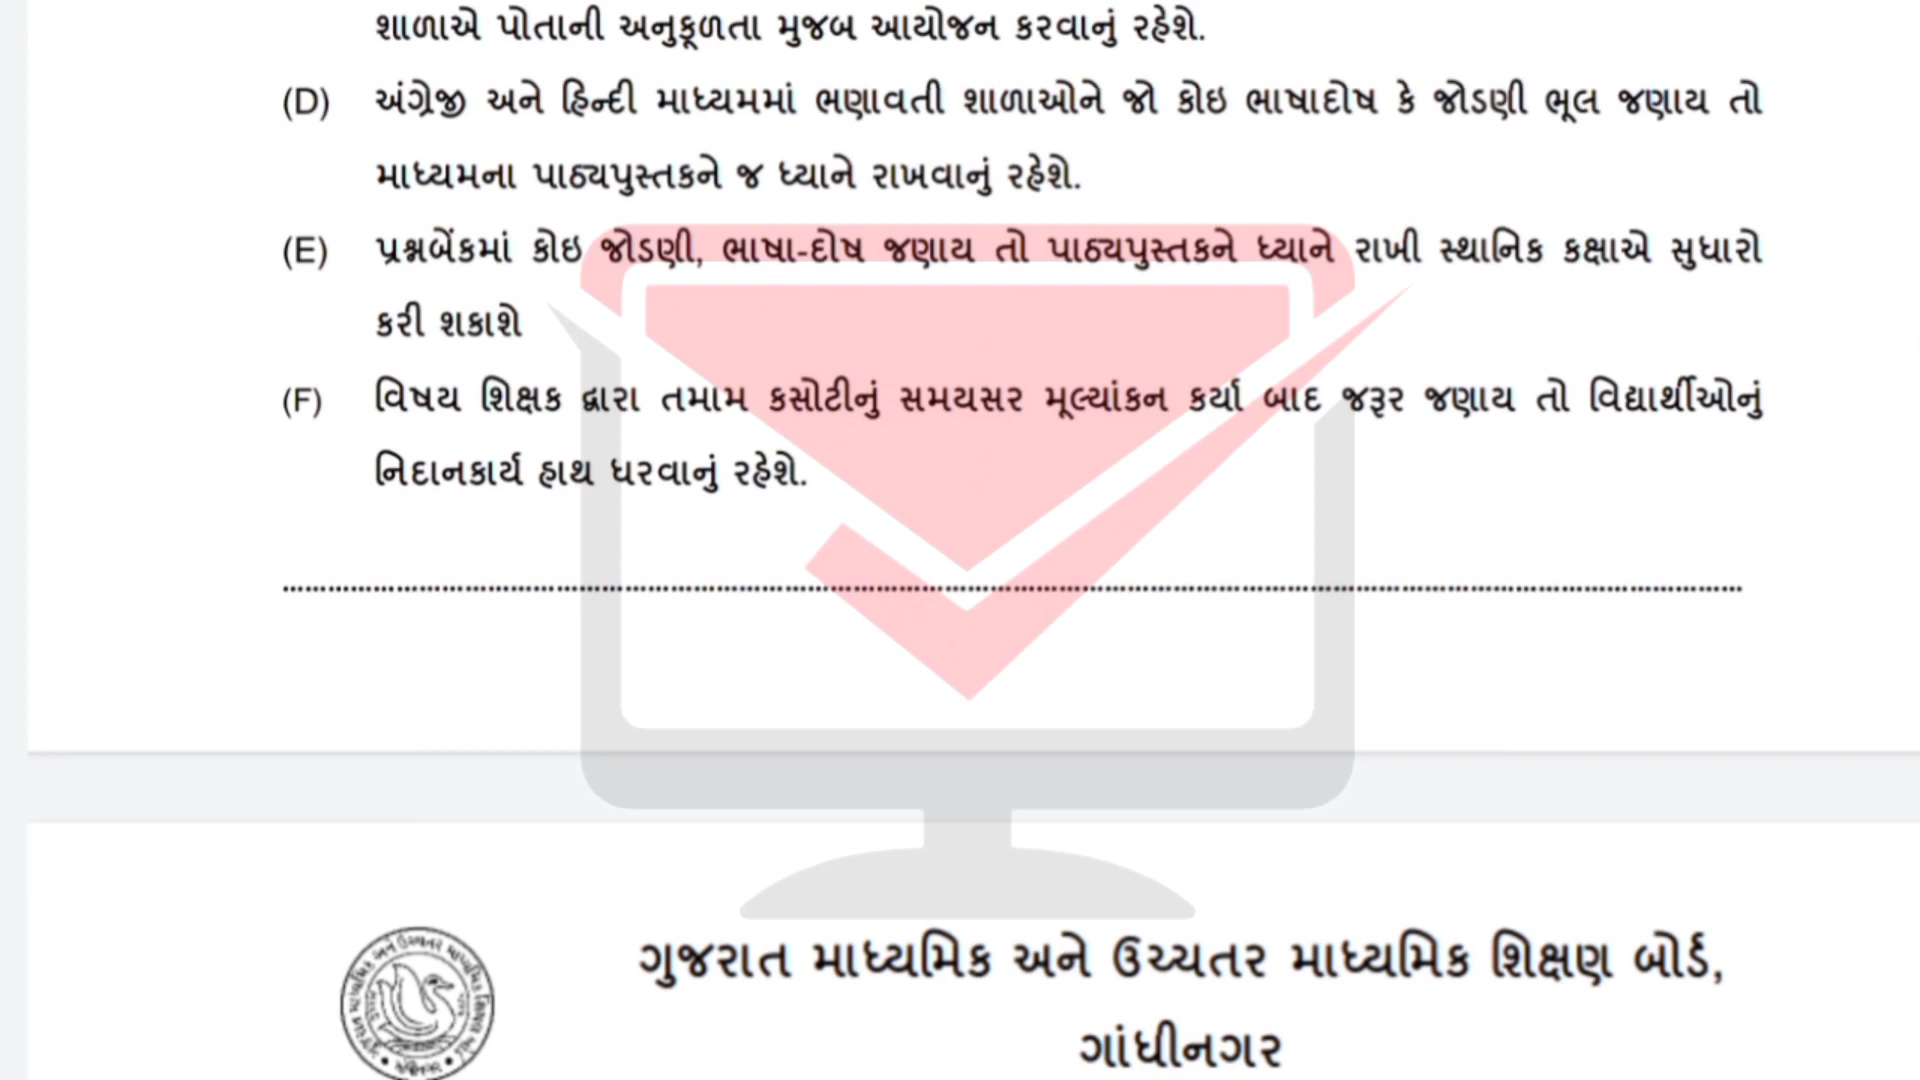 શાળાએ પોતાની અનુકૂળતા મુજબ આયોજન કરવાનું રહેશે.
(D) અંગ્રેજી અને હિન્દી માધ્યમમાં ભણાવતી શાળાઓને જો કોઇ ભાષાદોષ કે જોડણી ભૂલ જણાય તો
માધ્યમના પાઠ્યપુસ્તકને જ ધ્યાને રાખવાનું રહેશે.
(E) પ્રશ્નબેંકમાં કોઇ જોડણી, ભાષા-દોષ જણાય તો પાઠ્યપુસ્તકને ધ્યાને રાખી સ્થાનિક કક્ષાએ સુધારો
કરી શકાશે
(F) વિષય શિક્ષક દ્વારા તમામ કસોટીનું સમયસર મૂલ્યાંકન કર્યા બાદ જરૂર જણાય તો વિદ્યાર્થીઓનું
નિદાનકાર્ય હાથ ધરવાનું રહેશે.
ગુજરાત માધ્યમિક અને ઉચ્ચતર માધ્યમિક શિક્ષણ બોર્ડ,
ગાંધીનગર